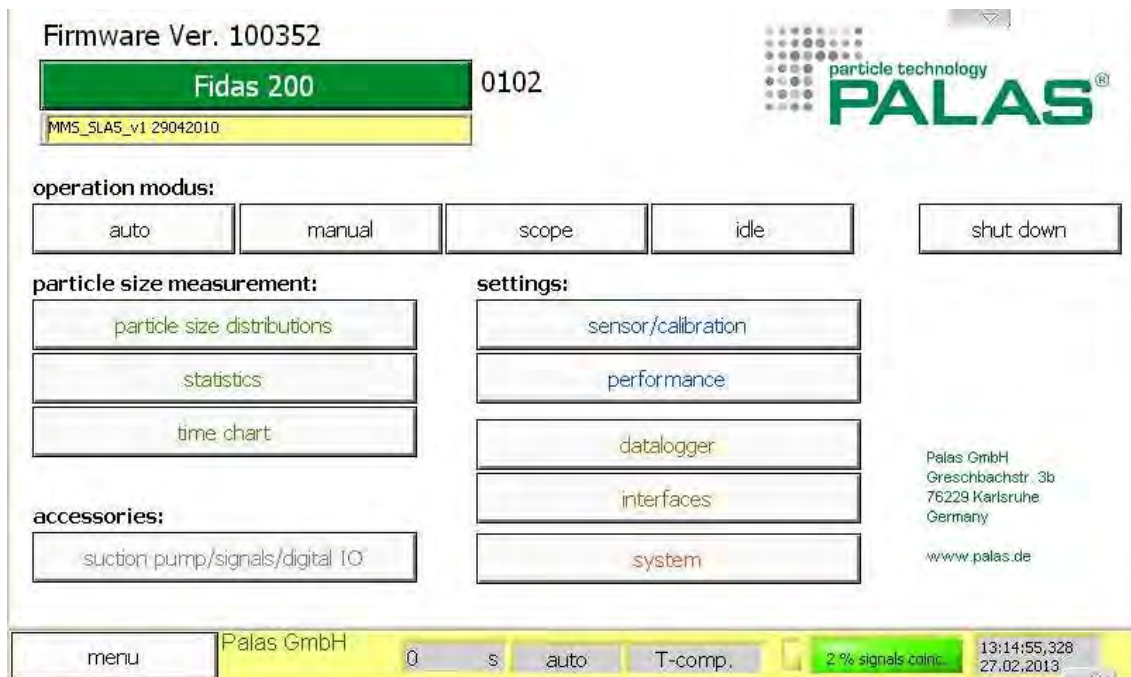 Firmware Ver. 100352
Fidas 200
0102
MMS_SLA5_v1 29042010
particle technology
PALAS®
operation modus:
auto
manual
scope
idle
shut down
particle size measurement:
particle size distributions
statistics
time chart
accessories:
suction pump/signals/digital IO
settings:
sensor/calibration
performance
datalogger
interfaces
system
Palas GmbH
Greschbachstr. 3b
76229 Karlsruhe
Germany
www.palas.de
menu
Palas GmbH
0 s
auto
T-comp.
2 % signals coinc.
13:14:55,328
27.02.2013